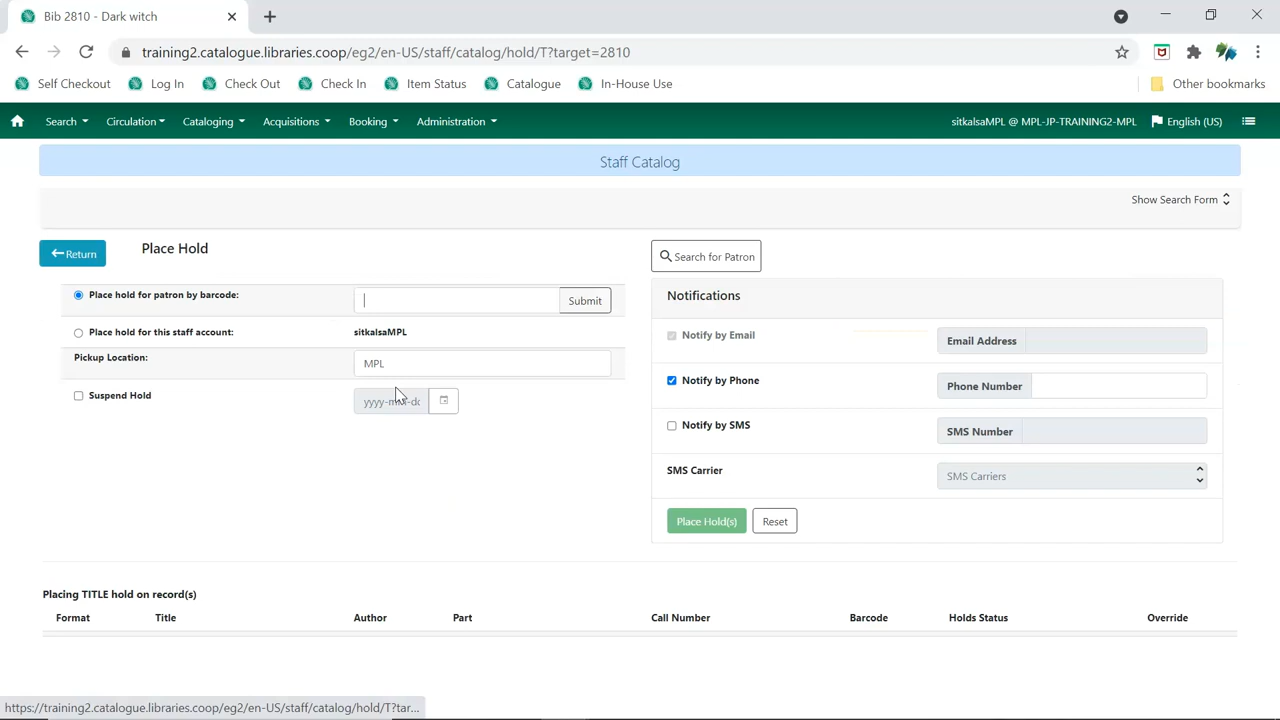 Bib 2810 - Dark witch
training2.catalogue.libraries.coop/eg2/en-US/staff/catalog/hold/T?target=2810
Self Checkout Log In Check Out Check In Item Status Catalogue In-House Use Other bookmarks
Search Circulation Cataloging Acquisitions Booking Administration sitkalsaMPL @ MPL-JP-TRAINING2-MPL English (US)
Staff Catalog
Show Search Form
Return Place Hold
Search for Patron
Place hold for patron by barcode: Submit
Place hold for this staff account: sitkalsaMPL
Pickup Location: MPL
Suspend Hold yyyy-mm-dd
Notifications
Notify by Email Email Address
Notify by Phone Phone Number
Notify by SMS SMS Number
SMS Carrier SMS Carriers
Place Hold(s) Reset
Placing TITLE hold on record(s)
Format Title Author Part Call Number Barcode Holds Status Override
https://training2.catalogue.libraries.coop/eg2/en-US/staff/catalog/hold/T?tar...